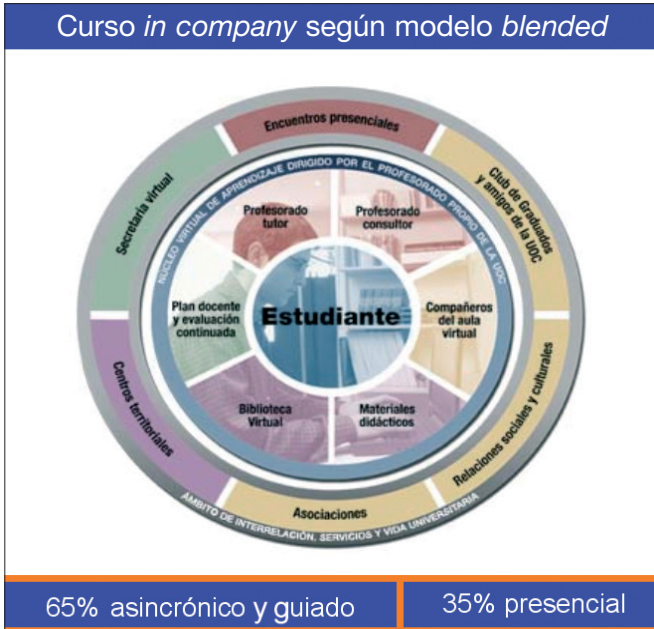 Curso in company según modelo blended
Encuentros presenciales
Secretaría virtual
Club de Graduados
y amigos de la UOC
NÚCLEO VIRTUAL DE APRENDIZAJE DIRIGIDO POR EL PROFESORADO PROPIO DE LA UOC
Profesorado
tutor
Profesorado
consultor
Plan docente
y evaluación
continuada
Estudiante
Compañeros
del aula
virtual
Biblioteca
Virtual
Materiales
didácticos
Centros territoriales
Relaciones sociales y culturales
Asociaciones
ÁMBITO DE INTERRELACIÓN, SERVICIOS Y VIDA UNIVERSITARIA
65% asincrónico y guiado
35% presencial